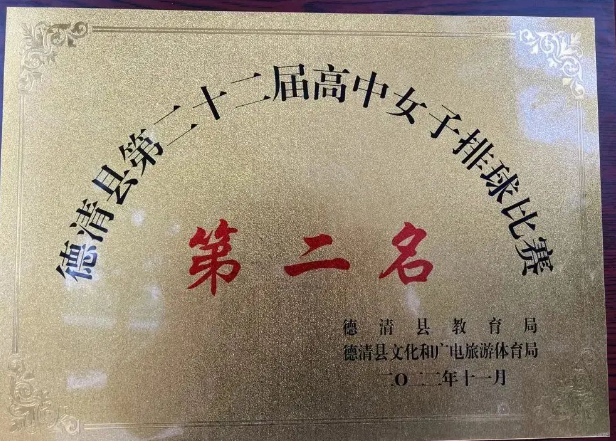 德清县第二十二届高中女子排球比赛
第二名
德清县教育局
德清县文化和广电旅游体育局
二〇二二年十一月